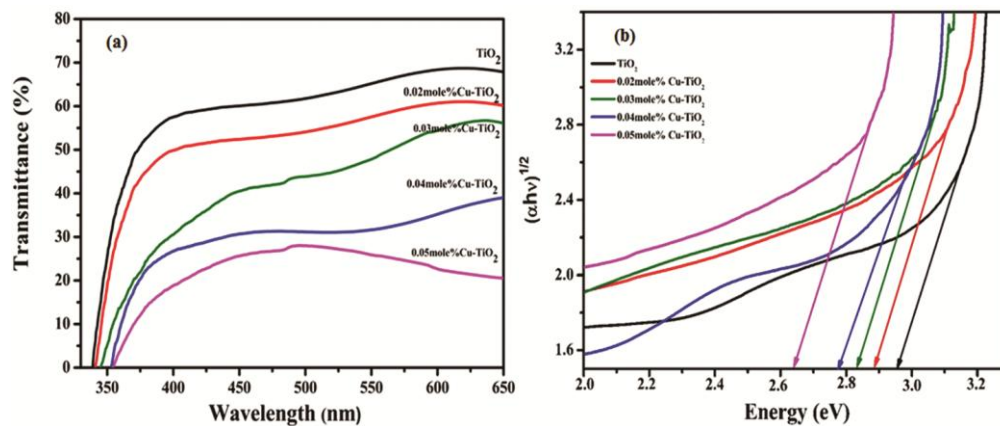 (a)
80
70
60
50
40
30
20
10
0
Transmittance (%)
TiO₂
0.02mole%Cu-TiO₂
0.03mole%Cu-TiO₂
0.04mole%Cu-TiO₂
0.05mole%Cu-TiO₂
350 400 450 500 550 600 650
Wavelength (nm)
(b)
3.2
2.8
2.4
2.0
1.6
(αhν)^1/2
TiO₂
0.02mole% Cu-TiO₂
0.03mole% Cu-TiO₂
0.04mole% Cu-TiO₂
0.05mole% Cu-TiO₂
2.0 2.2 2.4 2.6 2.8 3.0 3.2
Energy (eV)